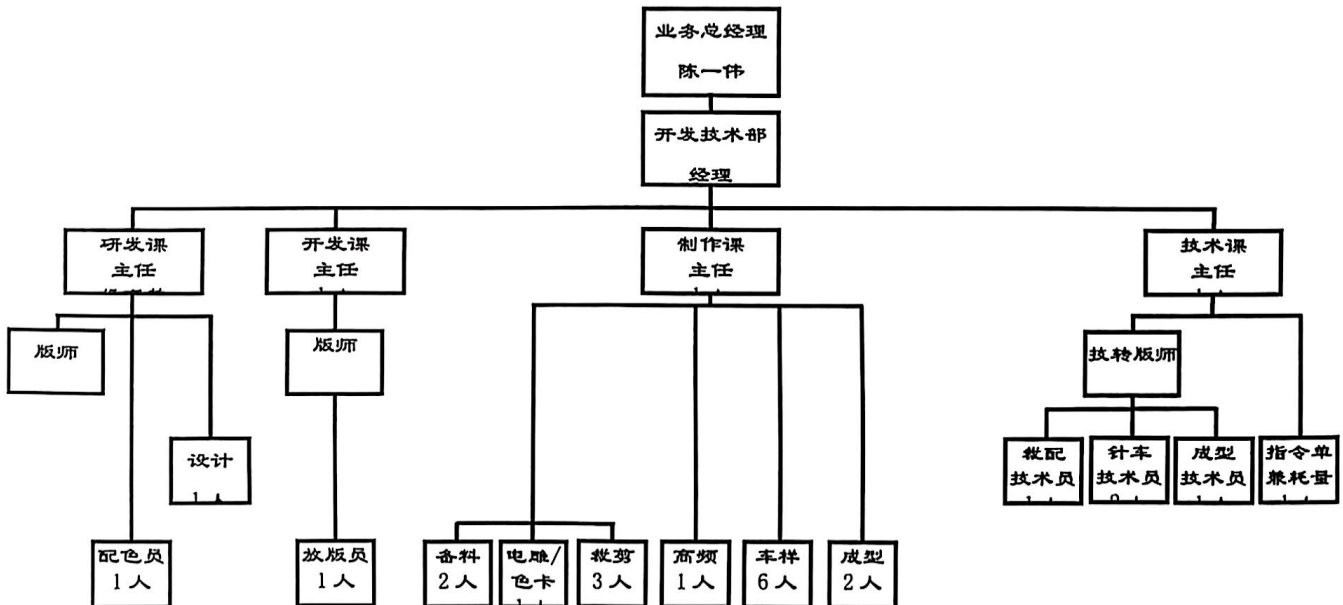 业务总经理
陈一伟
开发技术部
经理
研发课
主任
开发课
主任
制作课
主任
技术课
主任
版师
版师
技转版师
设计
裁配
技术员
针车
技术员
成型
技术员
指令单
兼耗量
配色员
1人
放版员
1人
备料
2人
电雕/
色卡
裁剪
3人
高频
1人
车样
6人
成型
2人